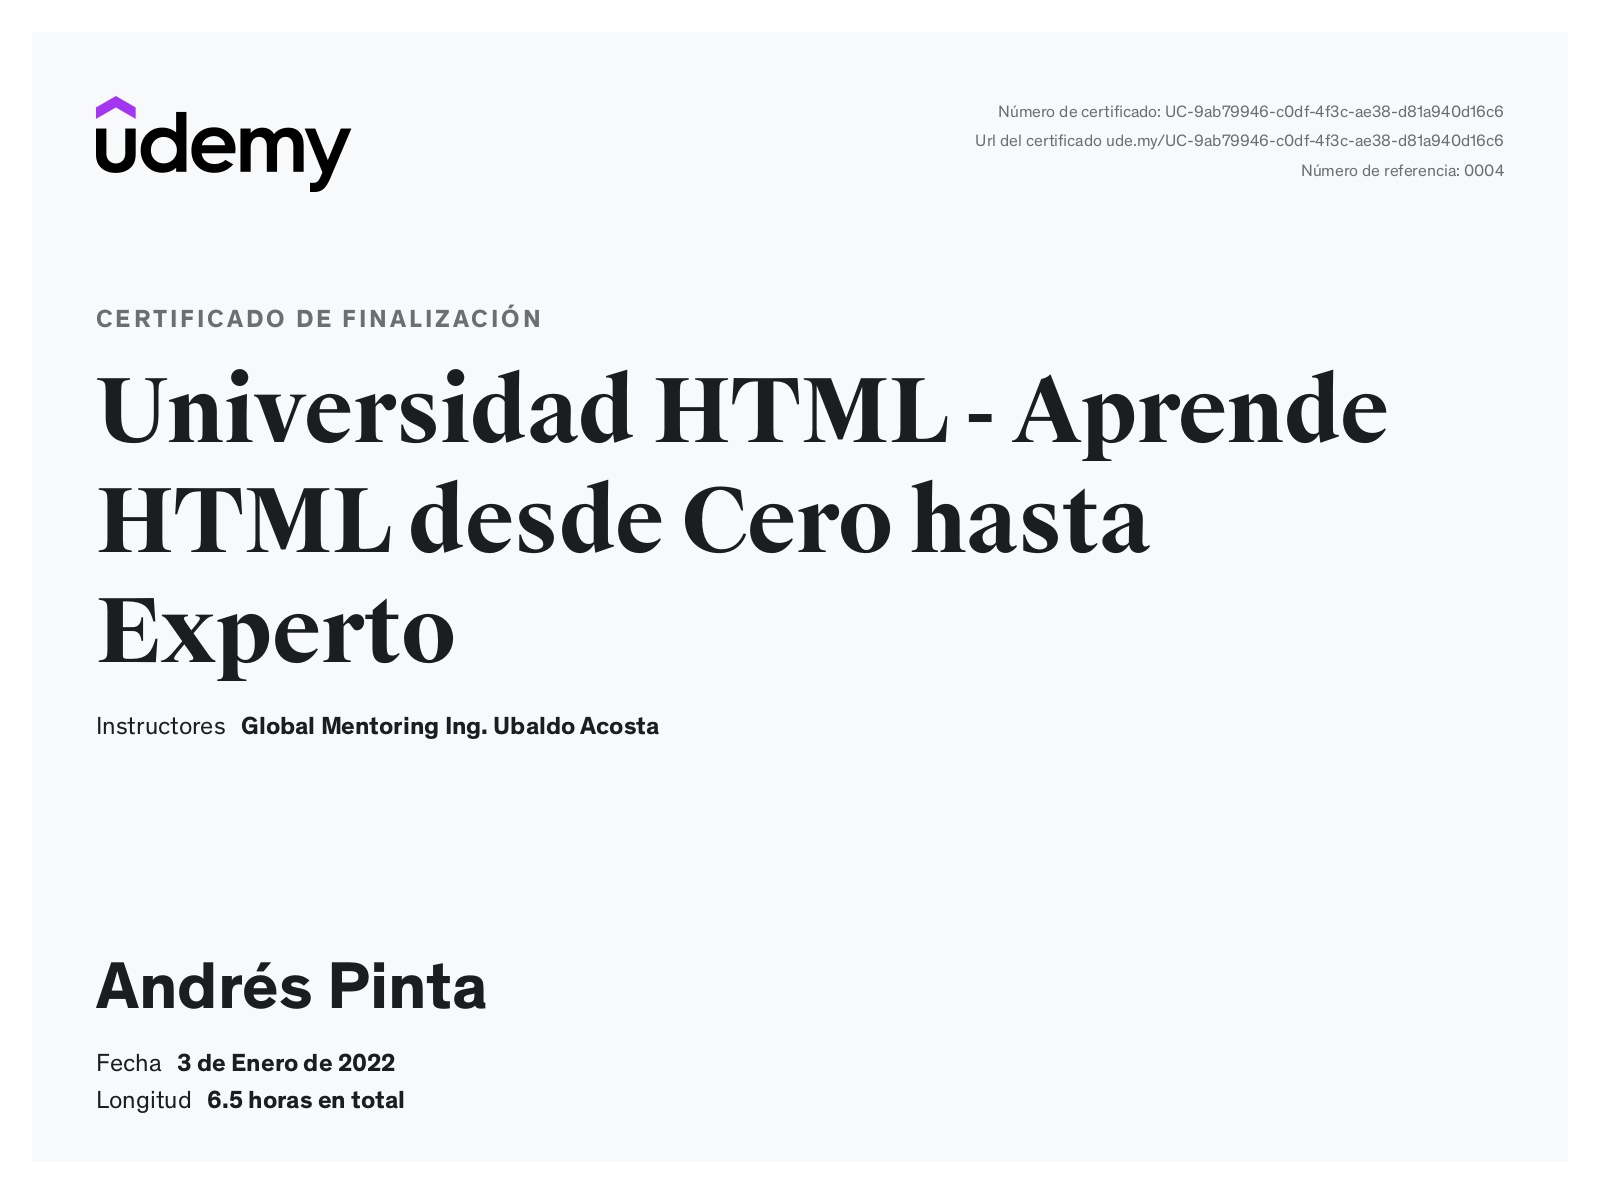 udemy
Número de certificado: UC-9ab79946-c0df-4f3c-ae38-d81a940d16c6
Url del certificado ude.my/UC-9ab79946-c0df-4f3c-ae38-d81a940d16c6
Número de referencia: 0004
CERTIFICADO DE FINALIZACIÓN
Universidad HTML - Aprende
HTML desde Cero hasta
Experto
Instructores Global Mentoring Ing. Ubaldo Acosta
Andrés Pinta
Fecha 3 de Enero de 2022
Longitud 6.5 horas en total